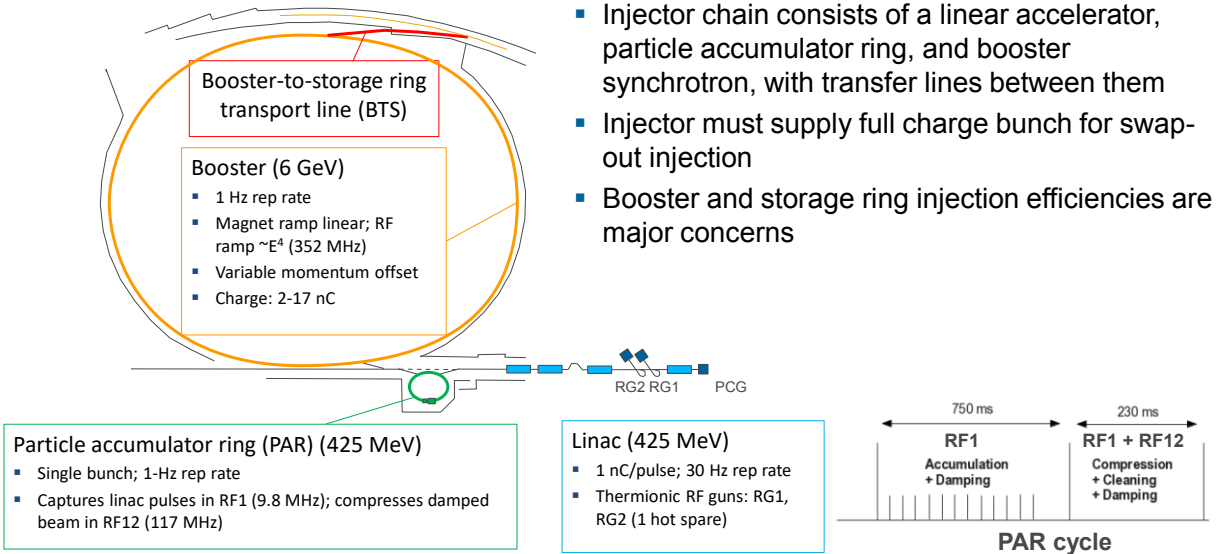 Booster-to-storage ring
transport line (BTS)
Booster (6 GeV)
▪ 1 Hz rep rate
▪ Magnet ramp linear; RF
ramp ~E⁴ (352 MHz)
▪ Variable momentum offset
▪ Charge: 2-17 nC
▪ Injector chain consists of a linear accelerator,
particle accumulator ring, and booster
synchrotron, with transfer lines between them
▪ Injector must supply full charge bunch for swap-
out injection
▪ Booster and storage ring injection efficiencies are
major concerns
RG2 RG1 PCG
Particle accumulator ring (PAR) (425 MeV)
▪ Single bunch; 1-Hz rep rate
▪ Captures linac pulses in RF1 (9.8 MHz); compresses damped
beam in RF12 (117 MHz)
Linac (425 MeV)
▪ 1 nC/pulse; 30 Hz rep rate
▪ Thermionic RF guns: RG1,
RG2 (1 hot spare)
750 ms
RF1
Accumulation
+ Damping
230 ms
RF1 + RF12
Compression
+ Cleaning
+ Damping
PAR cycle